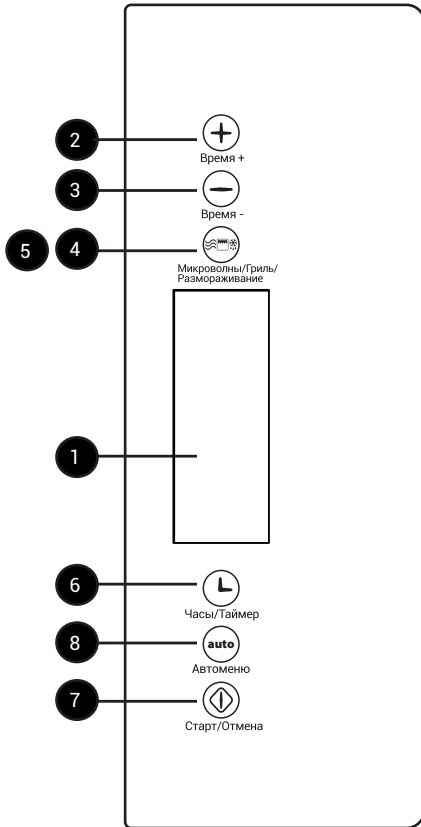 2
Время +
3
Время -
5 4
Микроволны/Гриль/
Размораживание
1
6
Часы/Таймер
8
auto
Автоменю
7
Старт/Отмена